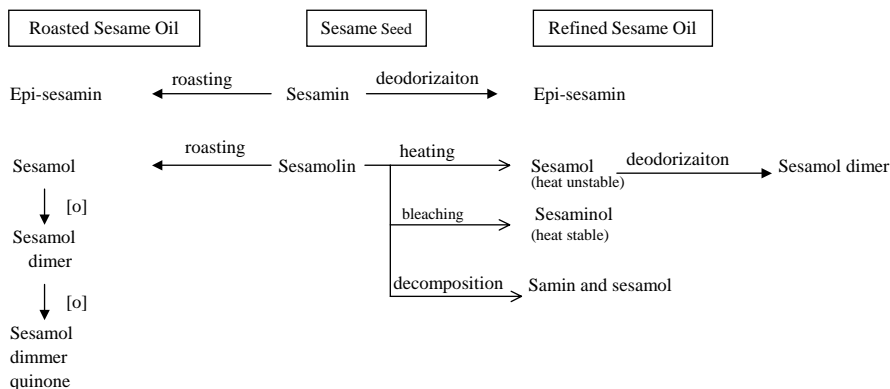 Roasted Sesame Oil
Sesame Seed
Refined Sesame Oil
Epi-sesamin
roasting
Sesamin
deodorizaiton
Epi-sesamin
Sesamol
roasting
Sesamolin
heating
Sesamol
(heat unstable)
deodorizaiton
Sesamol dimer
[o]
bleaching
Sesaminol
(heat stable)
Sesamol
dimer
decomposition
Samin and sesamol
[o]
Sesamol
dimmer
quinone